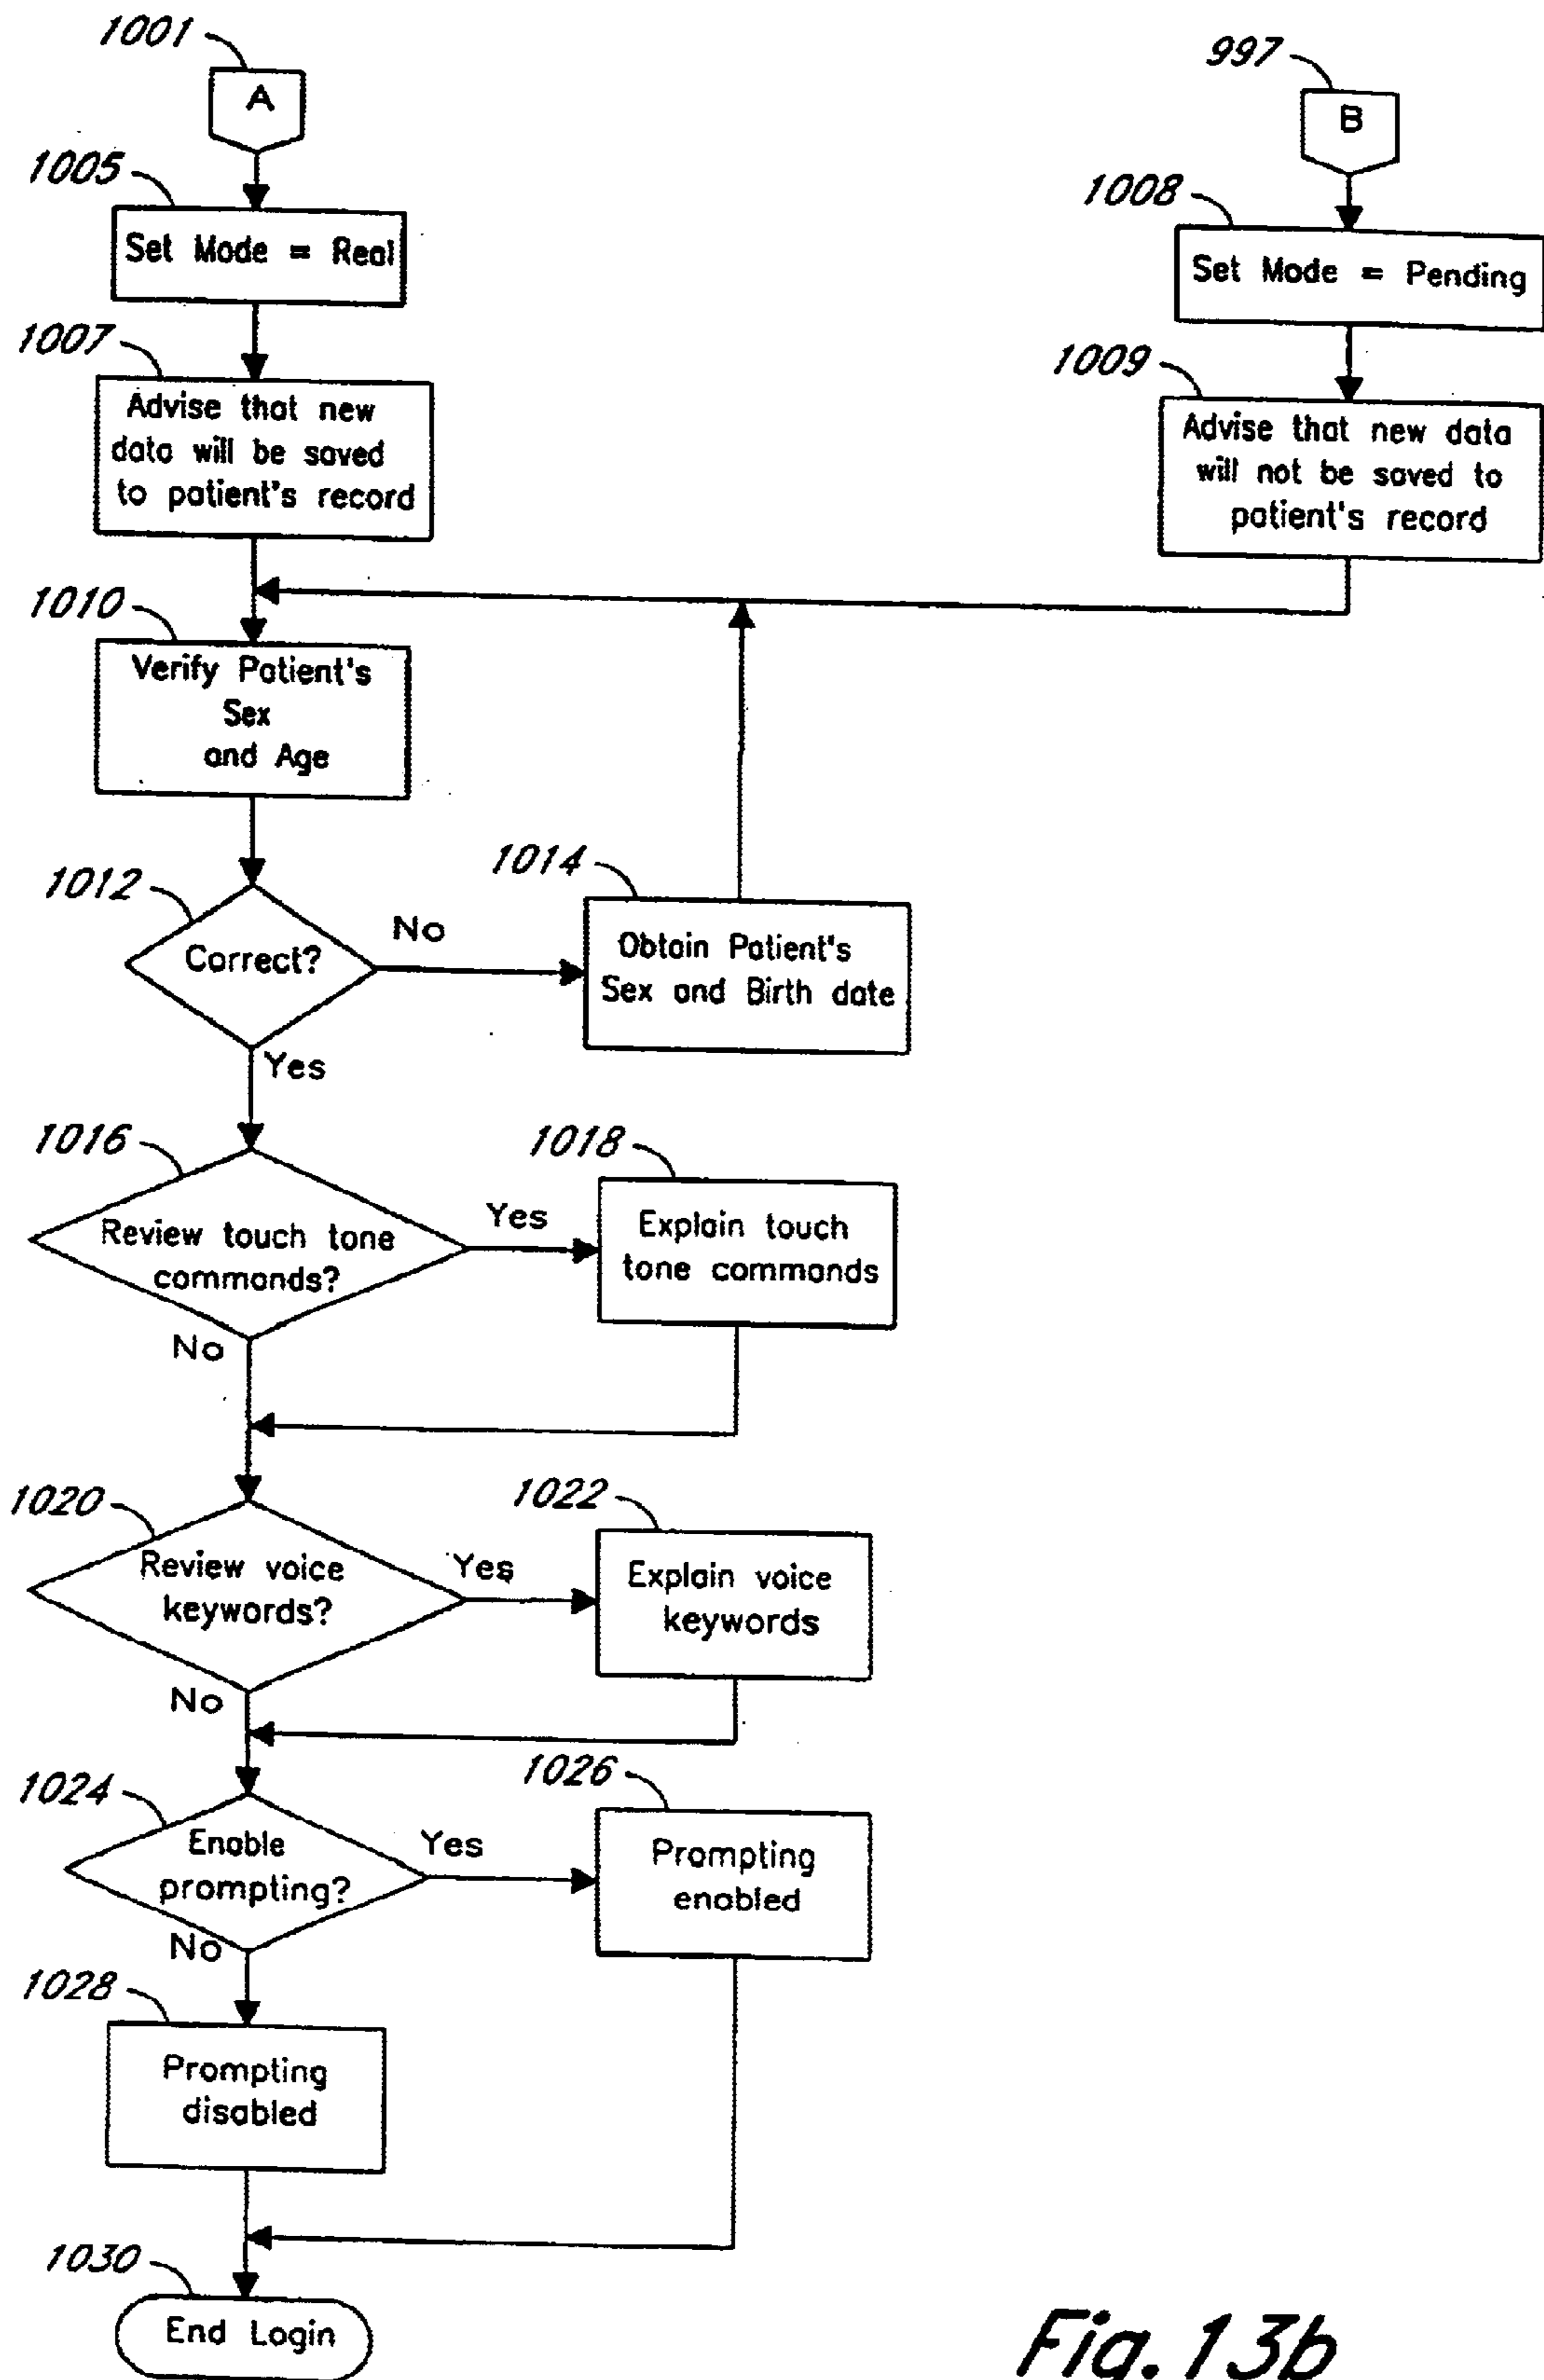 1001
A
997
B
1005
Set Mode = Real
1008
Set Mode = Pending
1007
Advise that new
data will be saved
to patient's record
1009
Advise that new data
will not be saved to
patient's record
1010
Verify Patient's
Sex
and Age
1012
Correct?
No
Yes
1014
Obtain Patient's
Sex and Birth date
1016
Review touch tone
commands?
Yes
No
1018
Explain touch
tone commands
1020
Review voice
keywords?
Yes
No
1022
Explain voice
keywords
1024
Enable
prompting?
Yes
No
1026
Prompting
enabled
1028
Prompting
disabled
1030
End Login
Fig. 13b